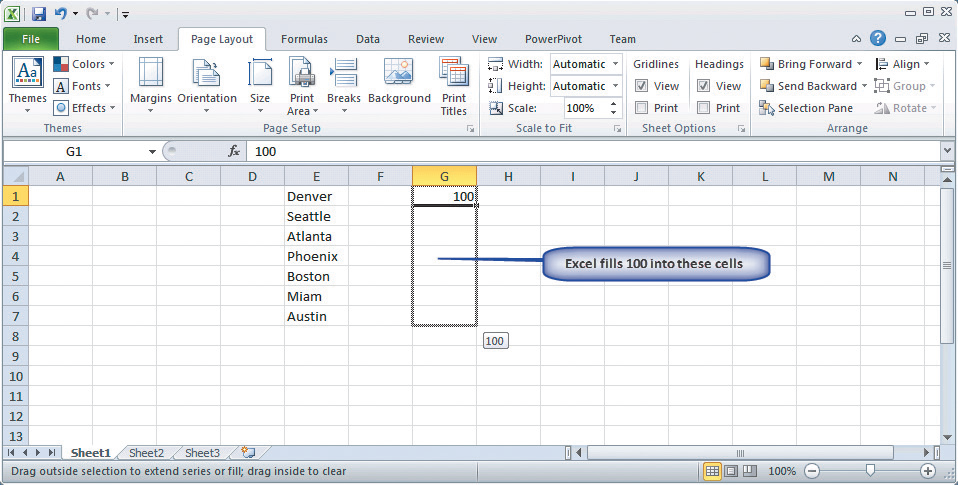 File Home Insert Page Layout Formulas Data Review View PowerPivot Team
Colors Width: Automatic Gridlines Headings Bring Forward Align
Aa Fonts Height: Automatic View View Send Backward Group
Themes Effects Margins Orientation Size Print Area Breaks Background Print Titles Scale: 100% Print Print Selection Pane Rotate
Themes Page Setup Scale to Fit Sheet Options Arrange
G1 fx 100
A B C D E F G H I J K L M N
1 Denver 100
2 Seattle
3 Atlanta
4 Phoenix Excel fills 100 into these cells
5 Boston
6 Miam
7 Austin
8 100
9
10
11
12
13
Sheet1 Sheet2 Sheet3
Drag outside selection to extend series or fill; drag inside to clear 100%